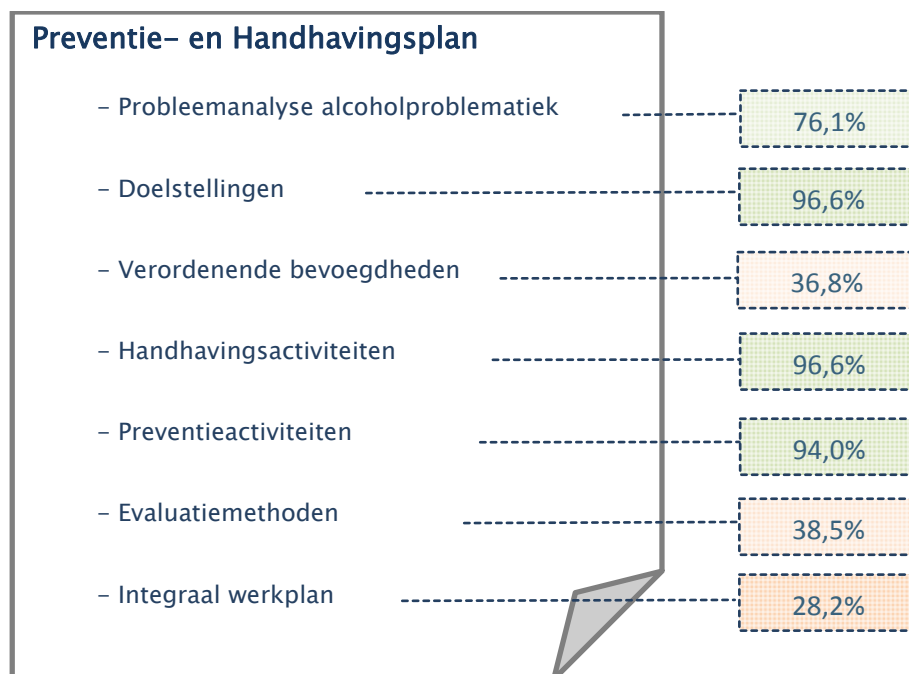 Preventie– en Handhavingsplan
– Probleemanalyse alcoholproblematiek 76,1%
– Doelstellingen 96,6%
– Verordenende bevoegdheden 36,8%
– Handhavingsactiviteiten 96,6%
– Preventieactiviteiten 94,0%
– Evaluatiemethoden 38,5%
– Integraal werkplan 28,2%